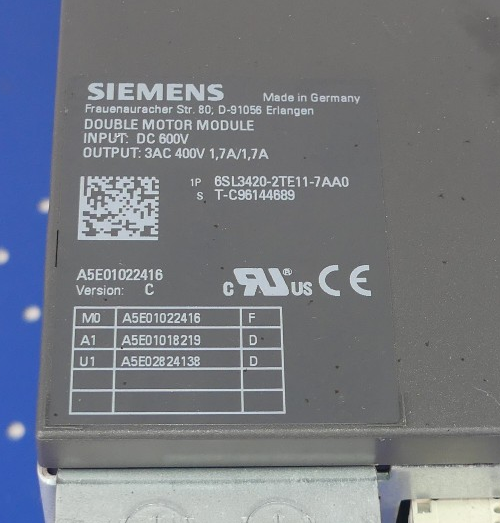 SIEMENS Made in Germany
Frauenauracher Str. 80, D-91056 Erlangen
DOUBLE MOTOR MODULE
INPUT: DC 600V
OUTPUT: 3AC 400V 1,7A/1,7A
1P 6SL3420-2TE11-7AA0
S T-C96144689
A5E01022416
Version: C
c RU ® US CE
M0 A5E01022416 F
A1 A5E01018219 D
U1 A5E02824138 D